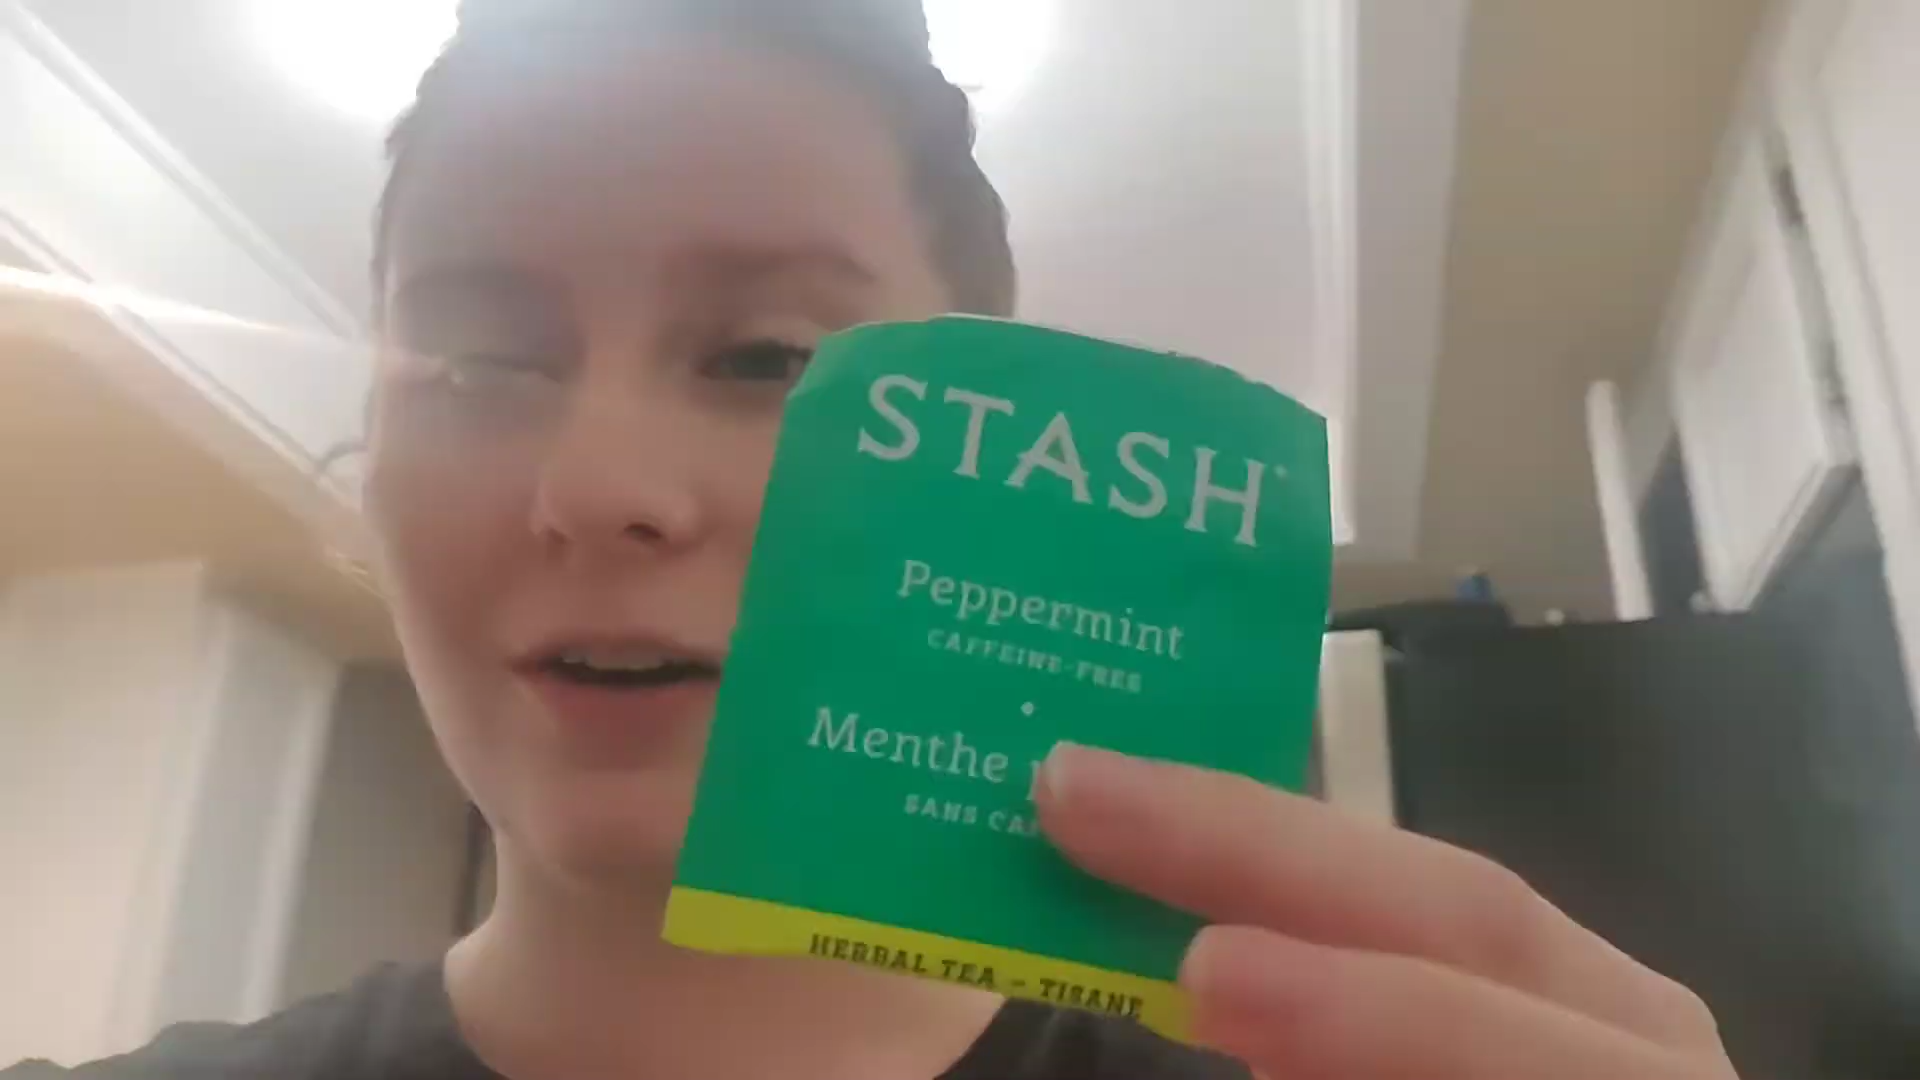 STASH
Peppermint
CAFFEINE-FREE
Menthe
SANS
HERBAL TEA - TISANE